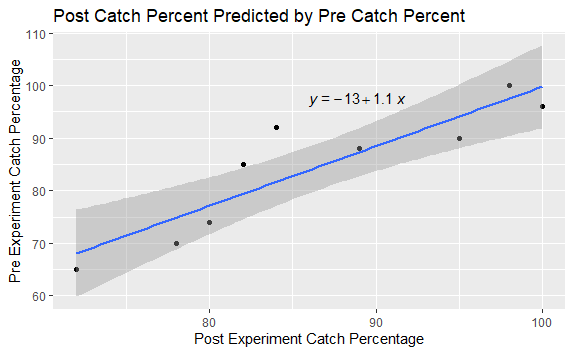 Post Catch Percent Predicted by Pre Catch Percent
Pre Experiment Catch Percentage
110
100
90
80
70
60
y = −13+1.1 x
80
90
100
Post Experiment Catch Percentage